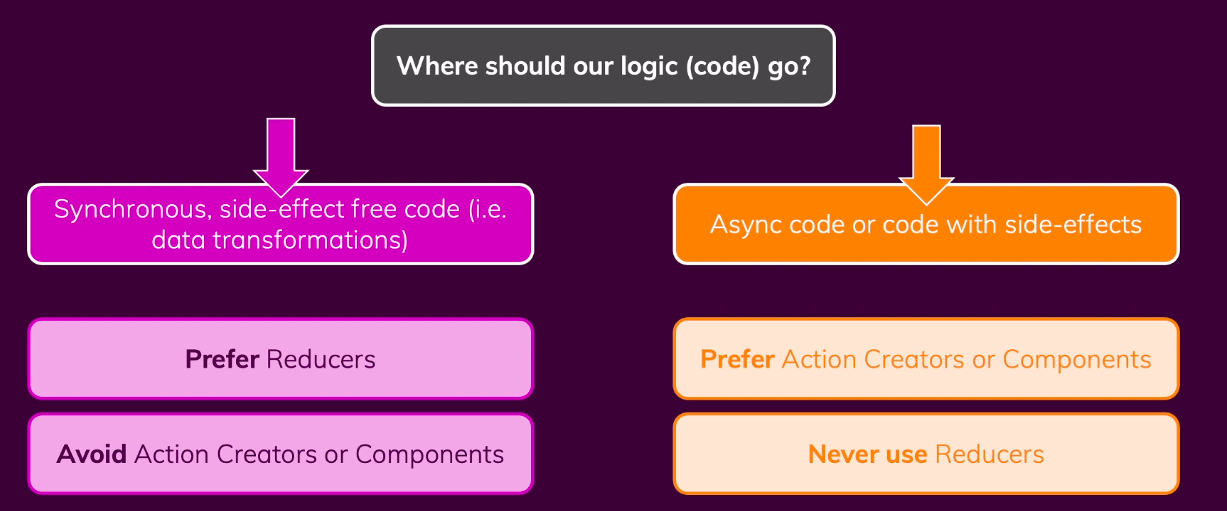 Where should our logic (code) go?
Synchronous, side-effect free code (i.e.
data transformations)
Prefer Reducers
Avoid Action Creators or Components
Async code or code with side-effects
Prefer Action Creators or Components
Never use Reducers